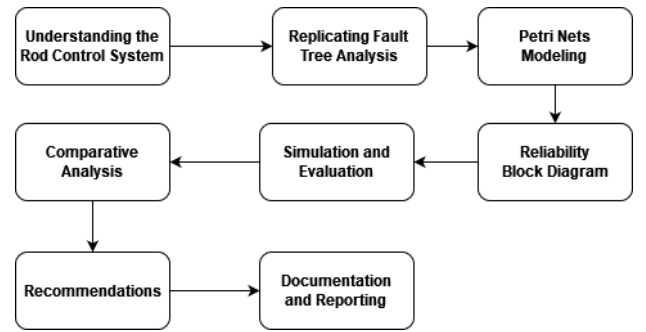 Understanding the
Rod Control System
Replicating Fault
Tree Analysis
Petri Nets
Modeling
Reliability
Block Diagram
Simulation and
Evaluation
Comparative
Analysis
Recommendations
Documentation
and Reporting